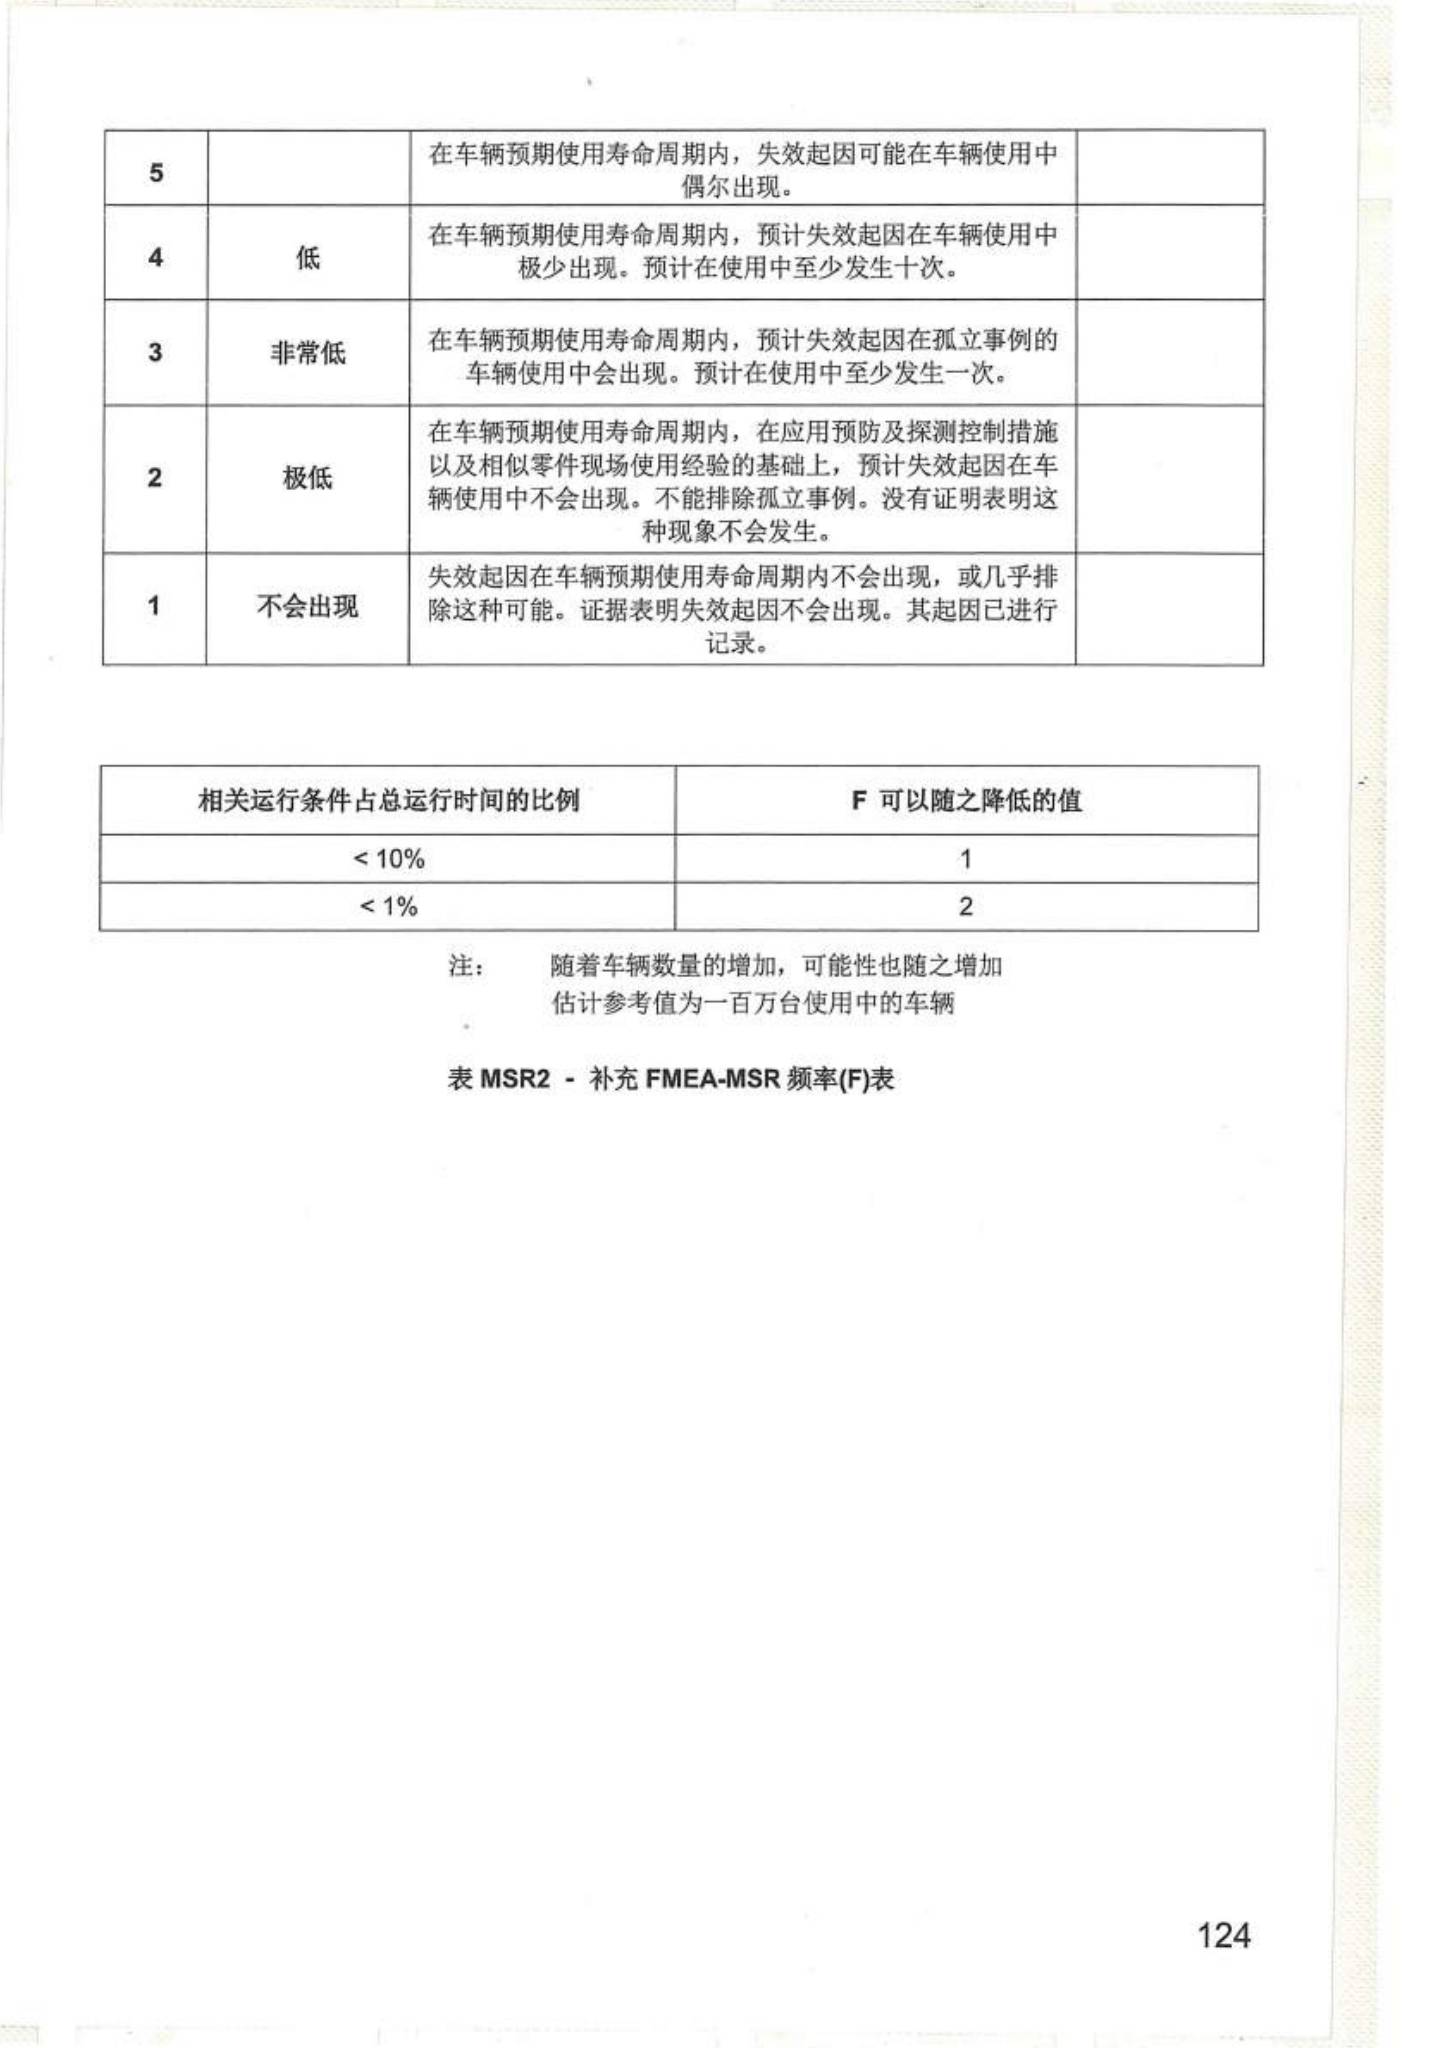 5
在车辆预期使用寿命周期内，失效起因可能在车辆使用中
偶尔出现。
4
低
在车辆预期使用寿命周期内，预计失效起因在车辆使用中
极少出现。预计在使用中至少发生十次。
3
非常低
在车辆预期使用寿命周期内，预计失效起因在孤立事例的
车辆使用中会出现。预计在使用中至少发生一次。
2
极低
在车辆预期使用寿命周期内，在应用预防及探测控制措施
以及相似零件现场使用经验的基础上，预计失效起因在车
辆使用中不会出现。不能排除孤立事例。没有证明表明这
种现象不会发生。
1
不会出现
失效起因在车辆预期使用寿命周期内不会出现，或几乎排
除这种可能。证据表明失效起因不会出现。其起因已进行
记录。
相关运行条件占总运行时间的比例
F 可以随之降低的值
< 10%
1
< 1%
2
注： 随着车辆数量的增加，可能性也随之增加
估计参考值为一百万台使用中的车辆
表 MSR2 - 补充 FMEA-MSR 频率(F)表
124